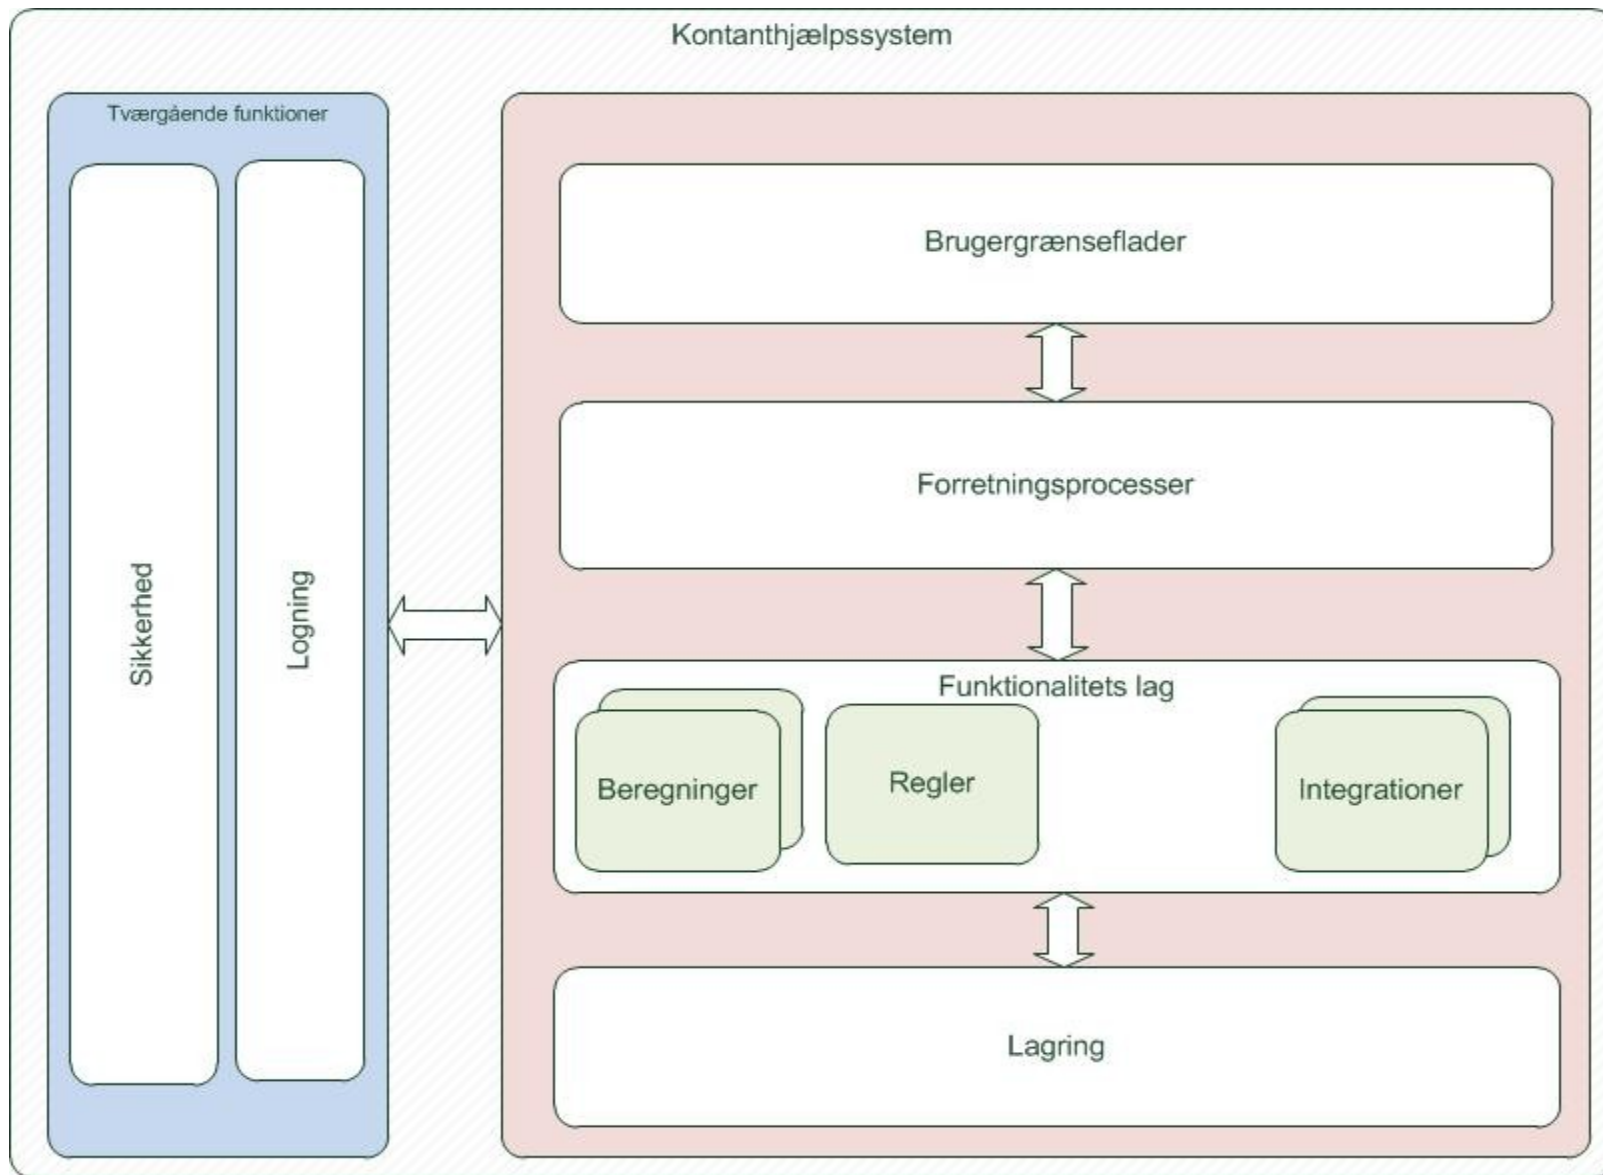 Kontanthjælpssystem
Tværgående funktioner
Sikkerhed
Logning
Brugergrænseflader
Forretningsprocesser
Funktionalitets lag
Beregninger
Regler
Integrationer
Lagring